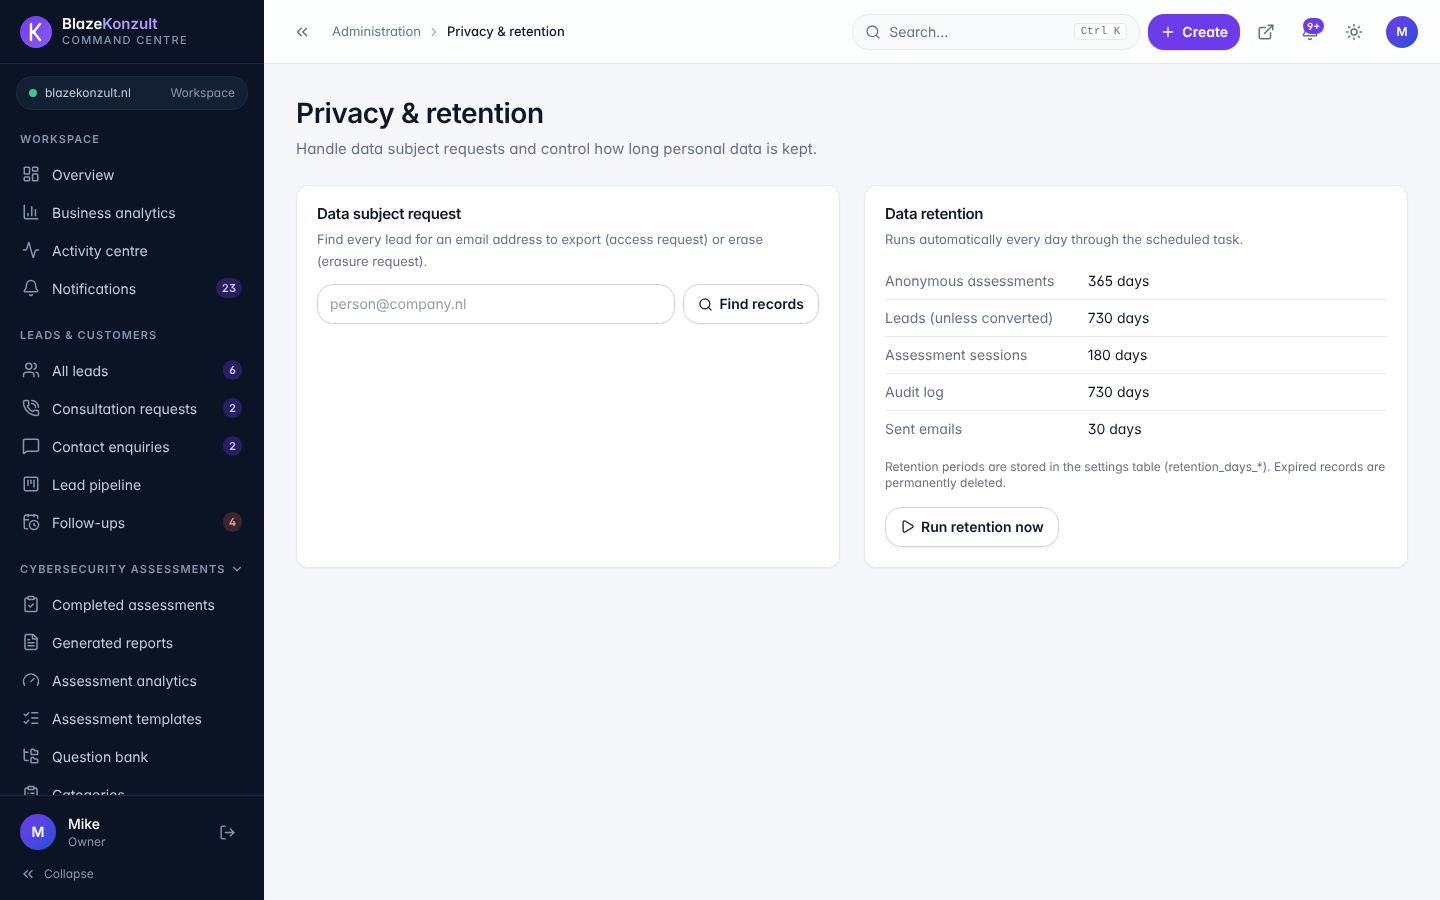 BlazeKonzult
COMMAND CENTRE
blazekonzult.nl Workspace
WORKSPACE
Overview
Business analytics
Activity centre
Notifications 23
LEADS & CUSTOMERS
All leads 6
Consultation requests 2
Contact enquiries 2
Lead pipeline
Follow-ups 4
CYBERSECURITY ASSESSMENTS
Completed assessments
Generated reports
Assessment analytics
Assessment templates
Question bank
Categories
M
Mike
Owner
Collapse
Administration Privacy & retention
Search... Ctrl K
Create
9+
M
Privacy & retention
Handle data subject requests and control how long personal data is kept.
Data subject request
Find every lead for an email address to export (access request) or erase
(erasure request).
person@company.nl
Find records
Data retention
Runs automatically every day through the scheduled task.
Anonymous assessments 365 days
Leads (unless converted) 730 days
Assessment sessions 180 days
Audit log 730 days
Sent emails 30 days
Retention periods are stored in the settings table (retention_days_*). Expired records are
permanently deleted.
Run retention now